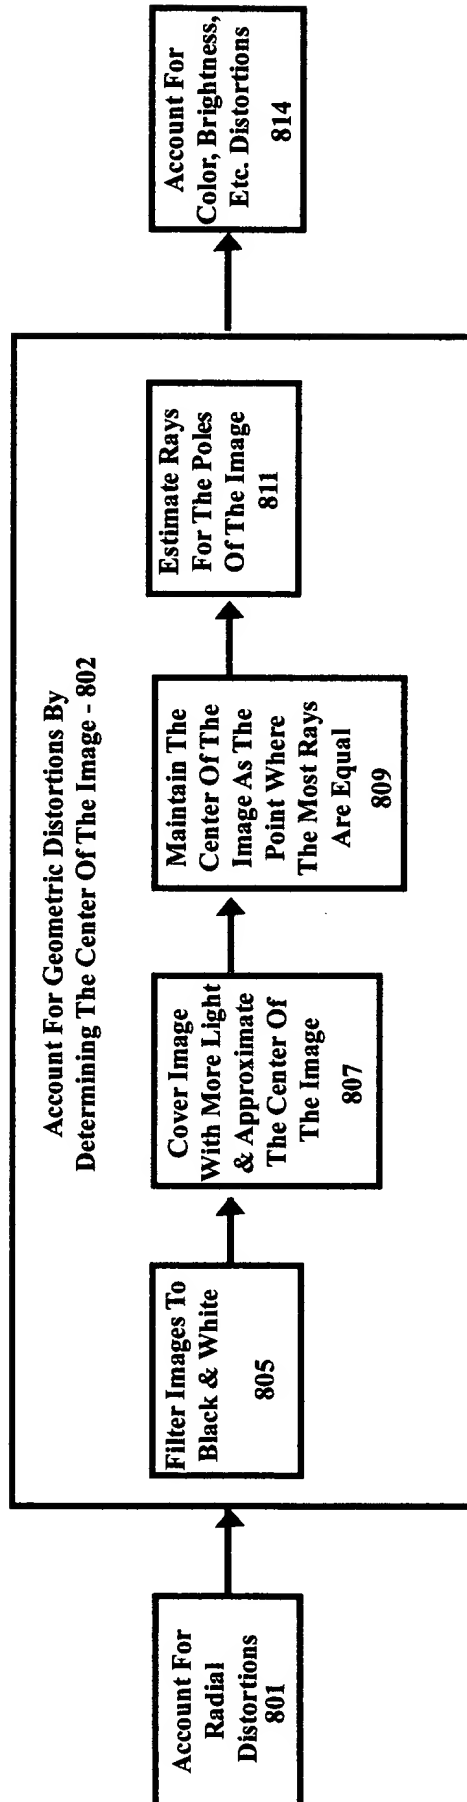 Account For
Radial
Distortions
801
Account For Geometric Distortions By
Determining The Center Of The Image - 802
Filter Images To
Black & White
805
Cover Image
With More Light
& Approximate
The Center Of
The Image
807
Maintain The
Center Of The
Image As The
Point Where
The Most Rays
Are Equal
809
Estimate Rays
For The Poles
Of The Image
811
Account For
Color, Brightness,
Etc. Distortions
814